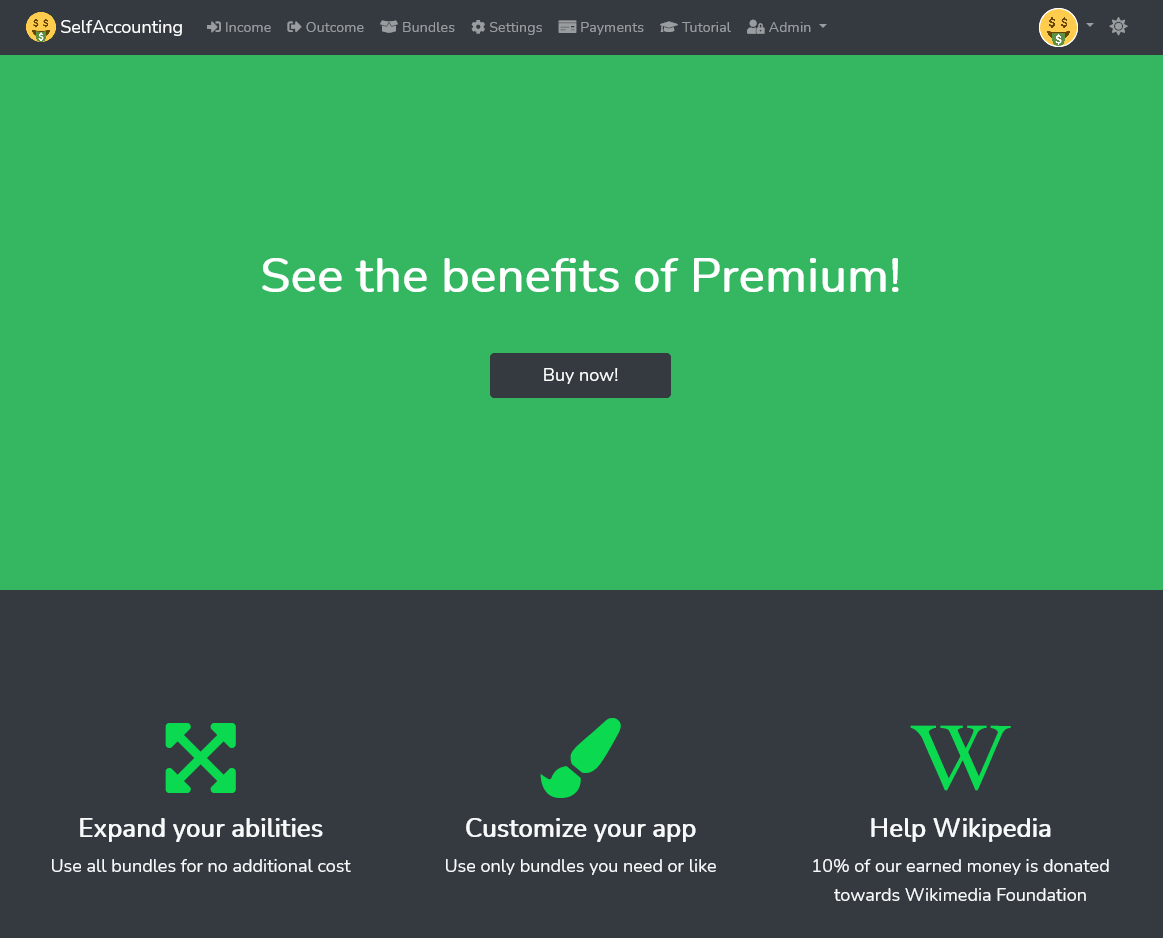 SelfAccounting Income Outcome Bundles Settings Payments Tutorial Admin
See the benefits of Premium!
Buy now!
Expand your abilities
Use all bundles for no additional cost
Customize your app
Use only bundles you need or like
Help Wikipedia
10% of our earned money is donated
towards Wikimedia Foundation